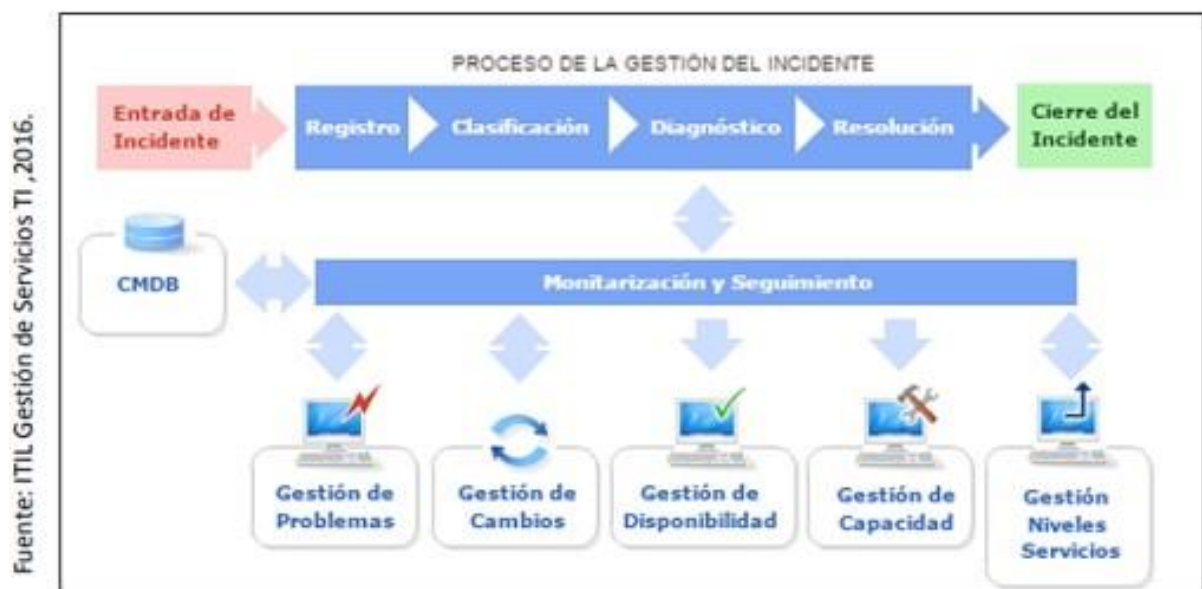 PROCESO DE LA GESTIÓN DEL INCIDENTE
Entrada de
Incidente
Registro
Clasificación
Diagnóstico
Resolución
Cierre del
Incidente
CMDB
Monitarización y Seguimiento
Gestión de
Problemas
Gestión de
Cambios
Gestión de
Disponibilidad
Gestión de
Capacidad
Gestión
Niveles
Servicios
Fuente: ITIL Gestión de Servicios TI ,2016.